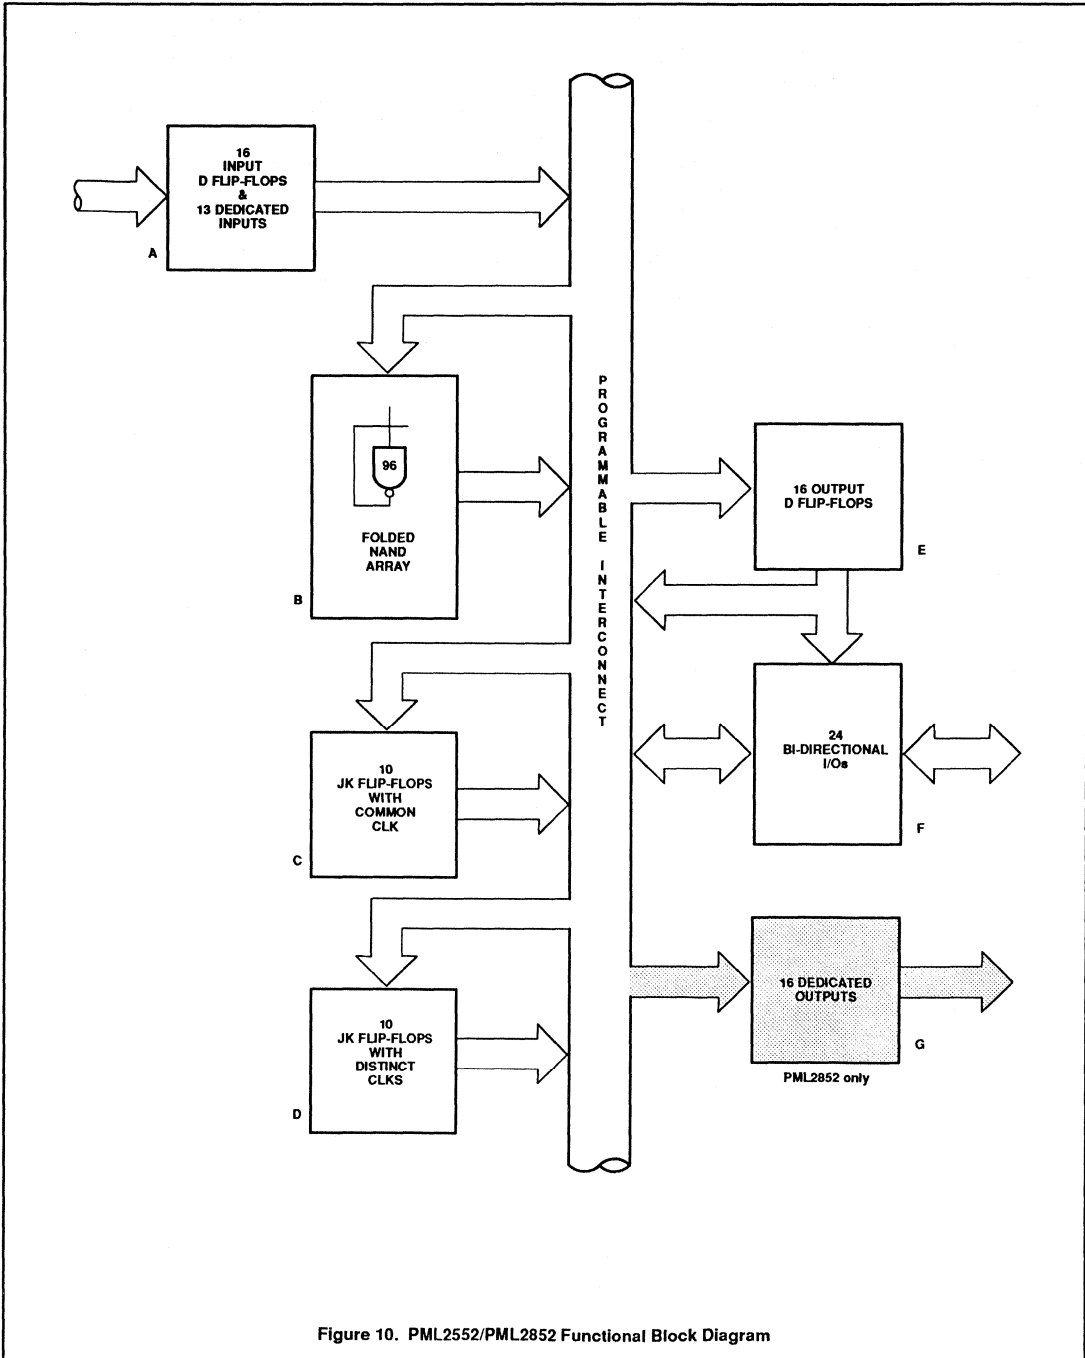 16
INPUT
D FLIP-FLOPS
&
13 DEDICATED
INPUTS
A
96
FOLDED
NAND
ARRAY
B
PROGRAMMABLE INTERCONNECT
16 OUTPUT
D FLIP-FLOPS
E
10
JK FLIP-FLOPS
WITH
COMMON
CLK
C
24
BI-DIRECTIONAL
I/Os
F
10
JK FLIP-FLOPS
WITH
DISTINCT
CLKS
D
16 DEDICATED
OUTPUTS
G
PML2852 only
Figure 10. PML2552/PML2852 Functional Block Diagram